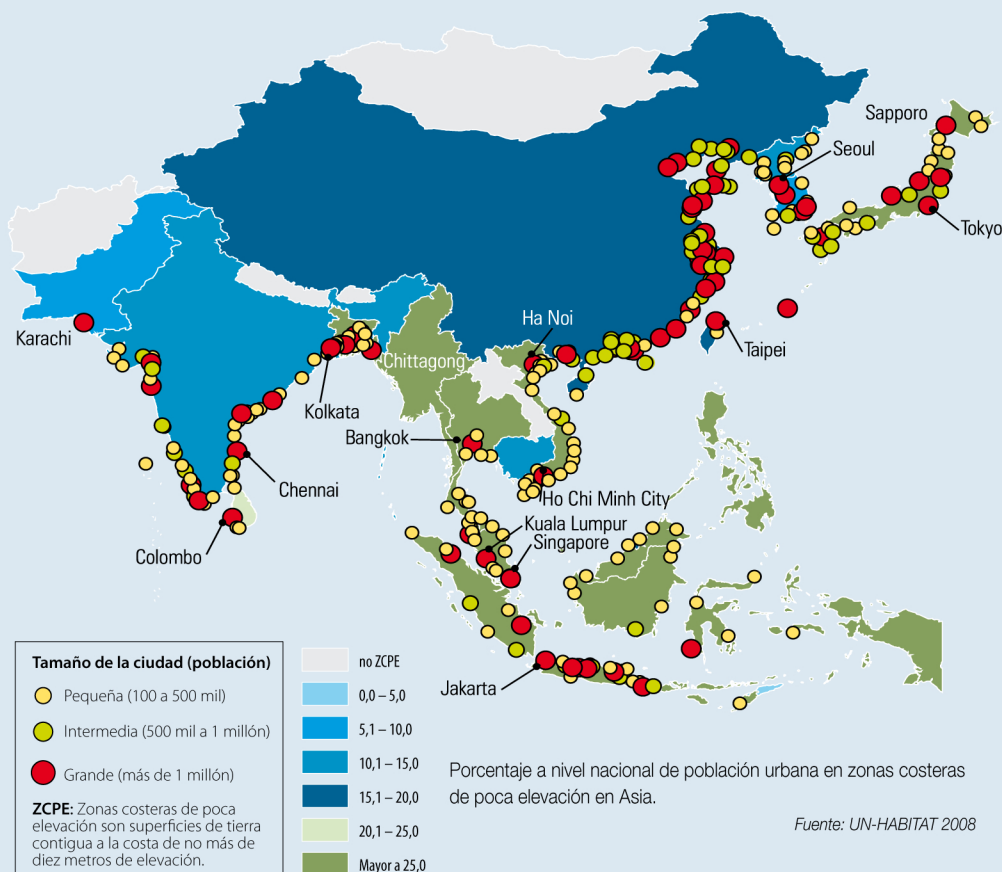 Sapporo
Seoul
Tokyo
Karachi
Ha Noi
Taipei
Chittagong
Kolkata
Bangkok
Chennai
Ho Chi Minh City
Kuala Lumpur
Singapore
Colombo
Jakarta
Tamaño de la ciudad (población)
Pequeña (100 a 500 mil)
Intermedia (500 mil a 1 millón)
Grande (más de 1 millón)
ZCPE: Zonas costeras de poca
elevación son superficies de tierra
contigua a la costa de no más de
diez metros de elevación.
no ZCPE
0,0 – 5,0
5,1 – 10,0
10,1 – 15,0
15,1 – 20,0
20,1 – 25,0
Mayor a 25,0
Porcentaje a nivel nacional de población urbana en zonas costeras
de poca elevación en Asia.
Fuente: UN-HABITAT 2008